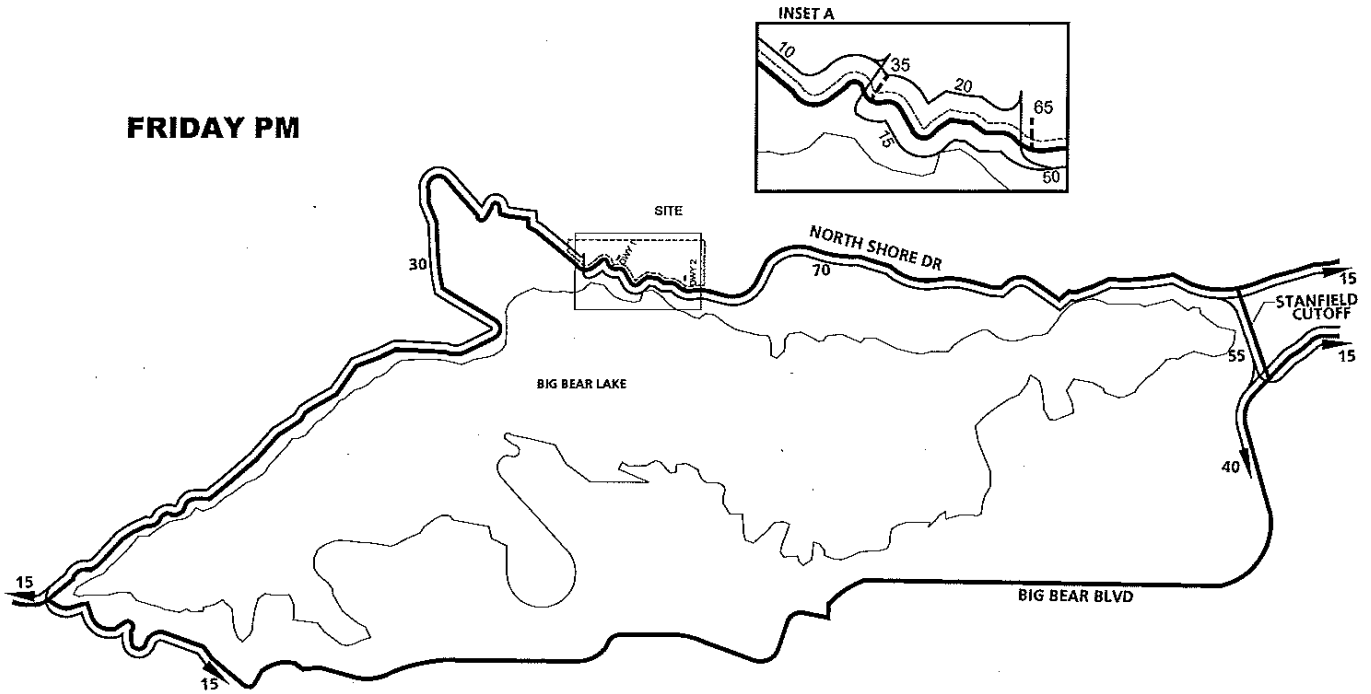 INSET A
10
35
20
65
15
60
FRIDAY PM
SITE
DWY 1
DWY 2
NORTH SHORE DR
70
30
15
STANFIELD
CUTOFF
55
15
BIG BEAR LAKE
40
15
BIG BEAR BLVD
15